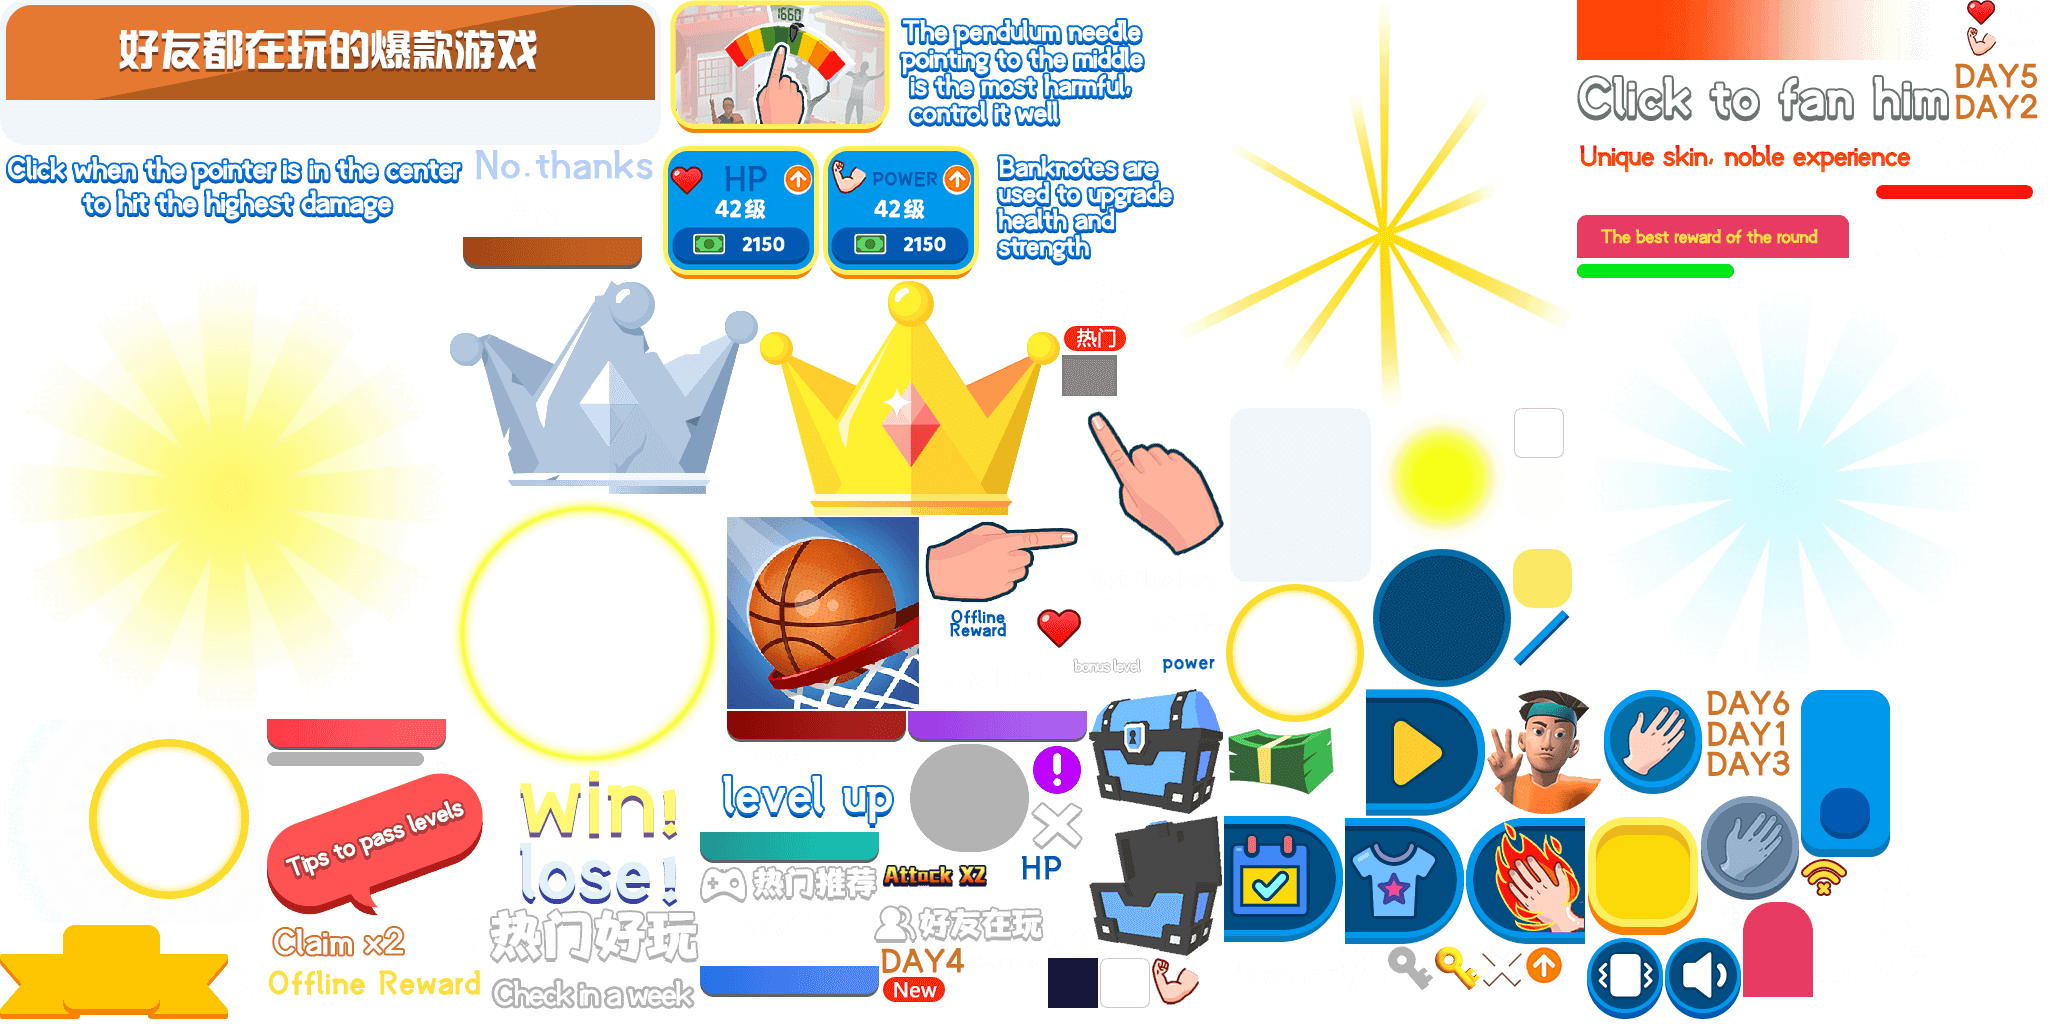 好友都在玩的爆款游戏
1660
The pendulum needle
pointing to the middle
is the most harmful,
control it well
Click to fan him
DAY5
DAY2
Unique skin, noble experience
The best reward of the round
Click when the pointer is in the center
to hit the highest damage
No.thanks
HP
42级
2150
POWER
42级
2150
Banknotes are
used to upgrade
health and
strength
热门
Offline
Reward
bonus level
power
DAY6
DAY1
DAY3
Tips to pass levels
win!
lose!
level up
热门推荐
Attack X2
HP
热门好玩
好友在玩
Claim x2
Offline Reward
Check in a week
DAY4
New